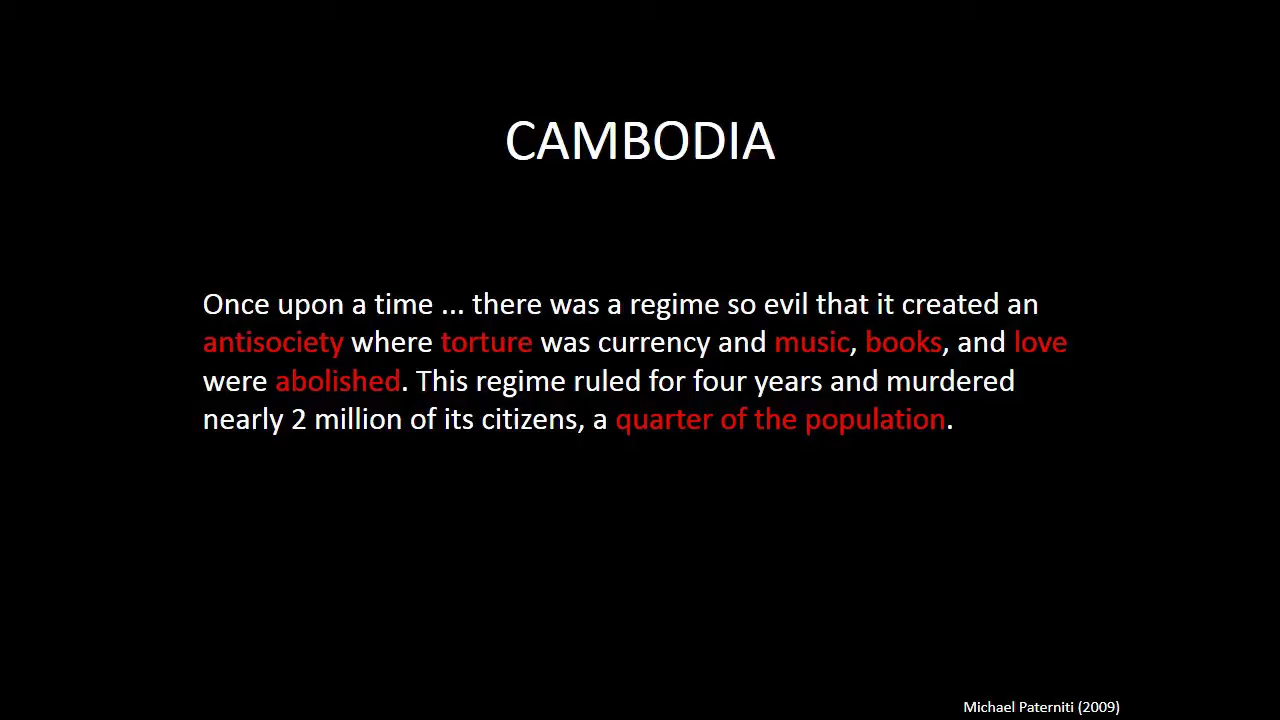 CAMBODIA
Once upon a time ... there was a regime so evil that it created an
antisociety where torture was currency and music, books, and love
were abolished. This regime ruled for four years and murdered
nearly 2 million of its citizens, a quarter of the population.
Michael Paterniti (2009)